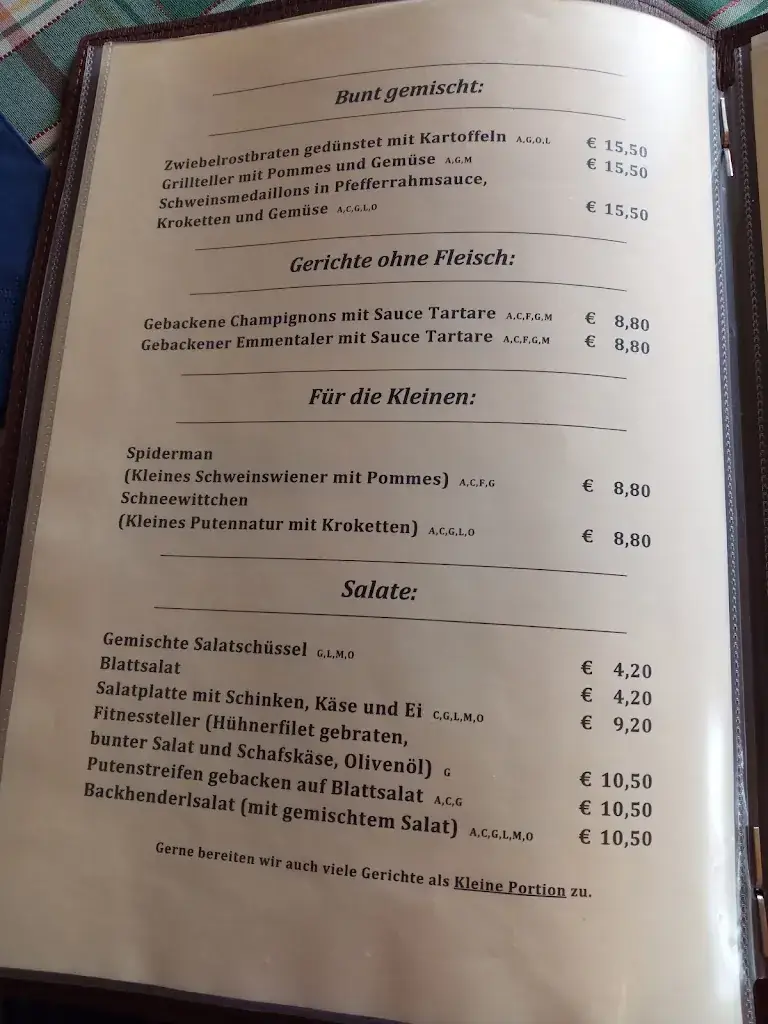 Bunt gemischt:
Zwiebelrostbraten gedünstet mit Kartoffeln A,G,O,L € 15,50
Grillteller mit Pommes und Gemüse A,G,M € 15,50
Schweinsmedaillons in Pfefferrahmsauce,
Kroketten und Gemüse A,C,G,L,O € 15,50
Gerichte ohne Fleisch:
Gebackene Champignons mit Sauce Tartare A,C,F,G,M € 8,80
Gebackener Emmentaler mit Sauce Tartare A,C,F,G,M € 8,80
Für die Kleinen:
Spiderman
(Kleines Schweinswiener mit Pommes) A,C,F,G € 8,80
Schneewittchen
(Kleines Putennatur mit Kroketten) A,C,G,L,O € 8,80
Salate:
Gemischte Salatschüssel G,L,M,O € 4,20
Blattsalat € 4,20
Salatplatte mit Schinken, Käse und Ei C,G,L,M,O € 9,20
Fitnessteller (Hühnerfilet gebraten,
bunter Salat und Schafskäse, Olivenöl) G € 10,50
Putenstreifen gebacken auf Blattsalat A,C,G € 10,50
Backhenderlsalat (mit gemischtem Salat) A,C,G,L,M,O € 10,50
Gerne bereiten wir auch viele Gerichte als Kleine Portion zu.